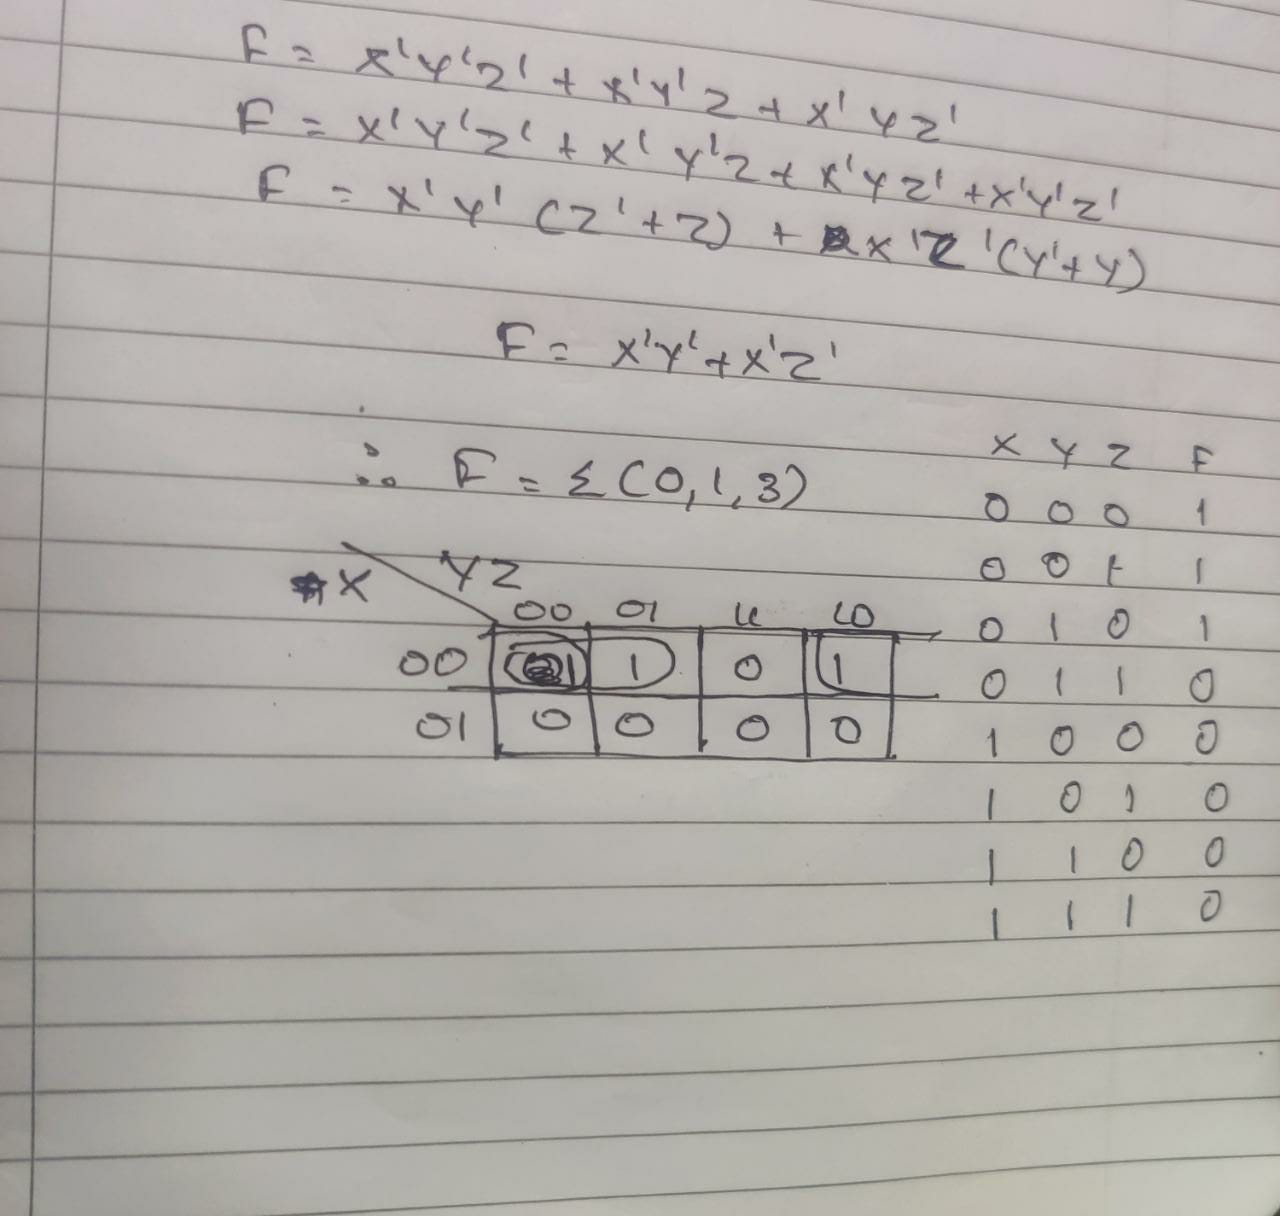 F = x'y'z' + x'y'z + x'yz'
F = x'y'z' + x'y'z + x'yz' + x'y'z'
F = x'y' (z'+z) + x'z'(y'+y)
F = x'y' + x'z'
∴ F = Σ(0,1,3)
X YZ
00 01 11 10
00 1 1 0 1
01 0 0 0 0
X Y Z F
0 0 0 1
0 0 1 1
0 1 0 1
0 1 1 0
1 0 0 0
1 0 1 0
1 1 0 0
1 1 1 0